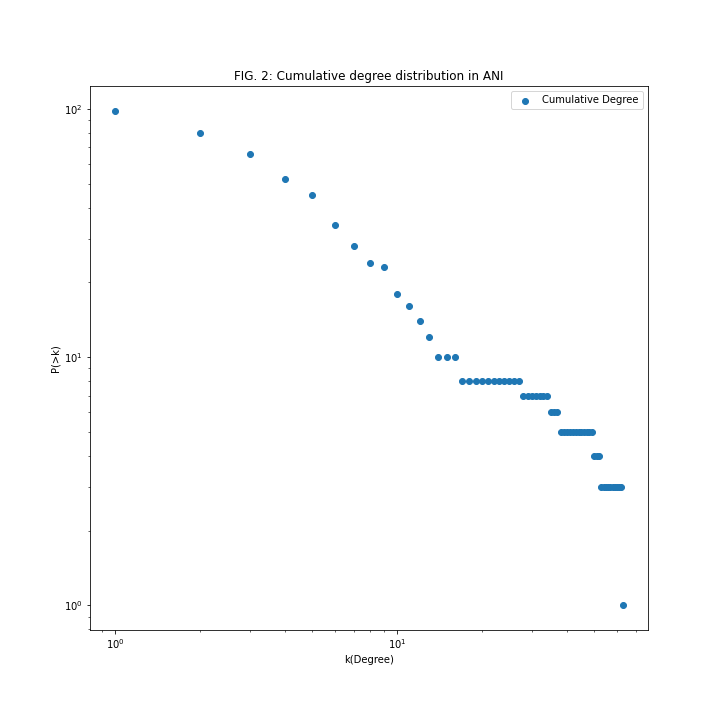 FIG. 2: Cumulative degree distribution in ANI
Cumulative Degree
P(>k)
10²
10¹
10⁰
10⁰
10¹
k(Degree)